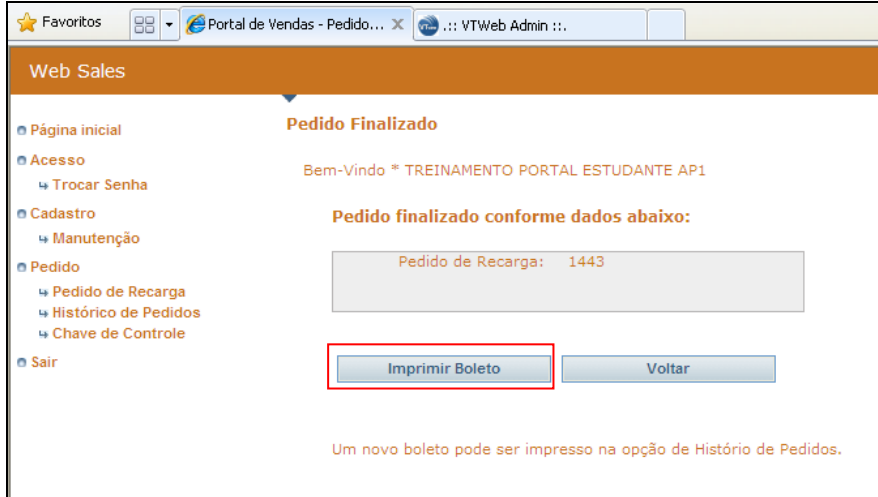 Favoritos
Portal de Vendas - Pedido...
.:: VTWeb Admin ::.
Web Sales
Página inicial
Acesso
Trocar Senha
Cadastro
Manutenção
Pedido
Pedido de Recarga
Histórico de Pedidos
Chave de Controle
Sair
Pedido Finalizado
Bem-Vindo * TREINAMENTO PORTAL ESTUDANTE AP1
Pedido finalizado conforme dados abaixo:
Pedido de Recarga: 1443
Imprimir Boleto
Voltar
Um novo boleto pode ser impresso na opção de Histório de Pedidos.